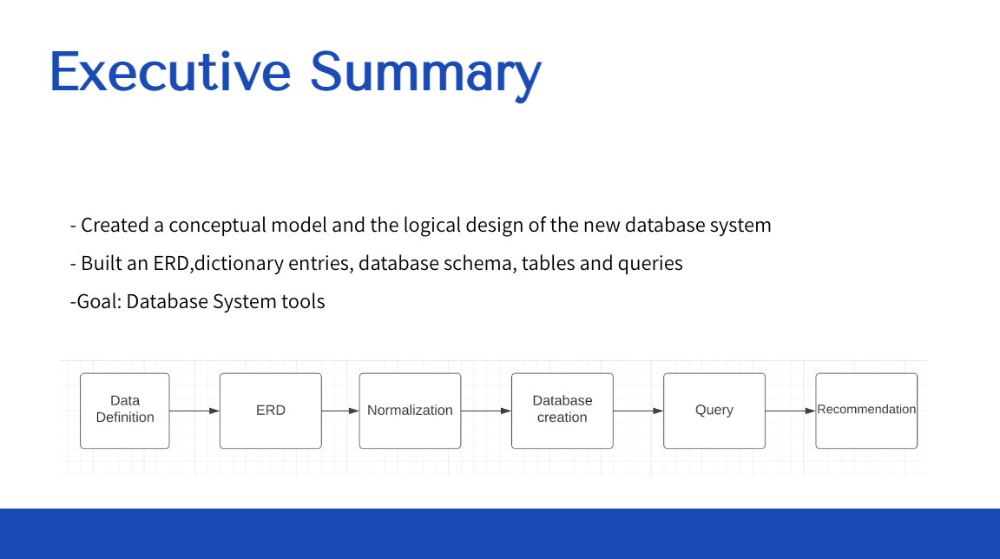 Executive Summary
- Created a conceptual model and the logical design of the new database system
- Built an ERD,dictionary entries, database schema, tables and queries
-Goal: Database System tools
Data
Definition
ERD
Normalization
Database
creation
Query
Recommendation